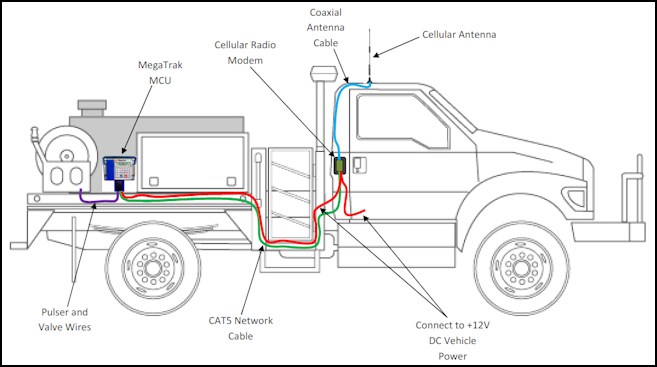 Coaxial
Antenna
Cable
Cellular Antenna
Cellular Radio
Modem
MegaTrak
MCU
Pulser and
Valve Wires
CAT5 Network
Cable
Connect to +12V
DC Vehicle
Power